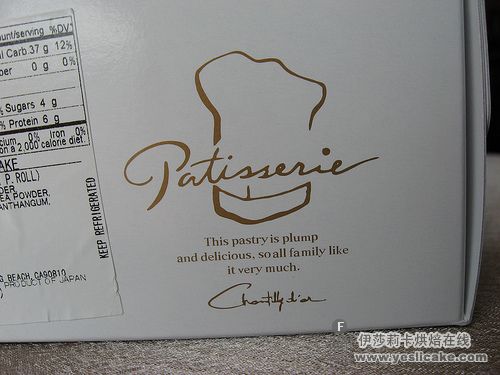 unt/serving %DV*
l Carb.37 g 12%
ber 0 g 0%
Sugars 4 g
% Protein 6 g
cium 0% Iron 0%
on a 2,000 calorie diet.
AKE
P. ROLL)
DER,
EA POWDER,
ANTHANGUM,
KEEP REFRIGERATED
BEACH, CA90810
PRODUCT OF JAPAN
Patisserie
This pastry is plump
and delicious, so all family like
it very much.
Chantilly d'or
F
伊莎莉卡烘焙在线
www.yeslicake.com